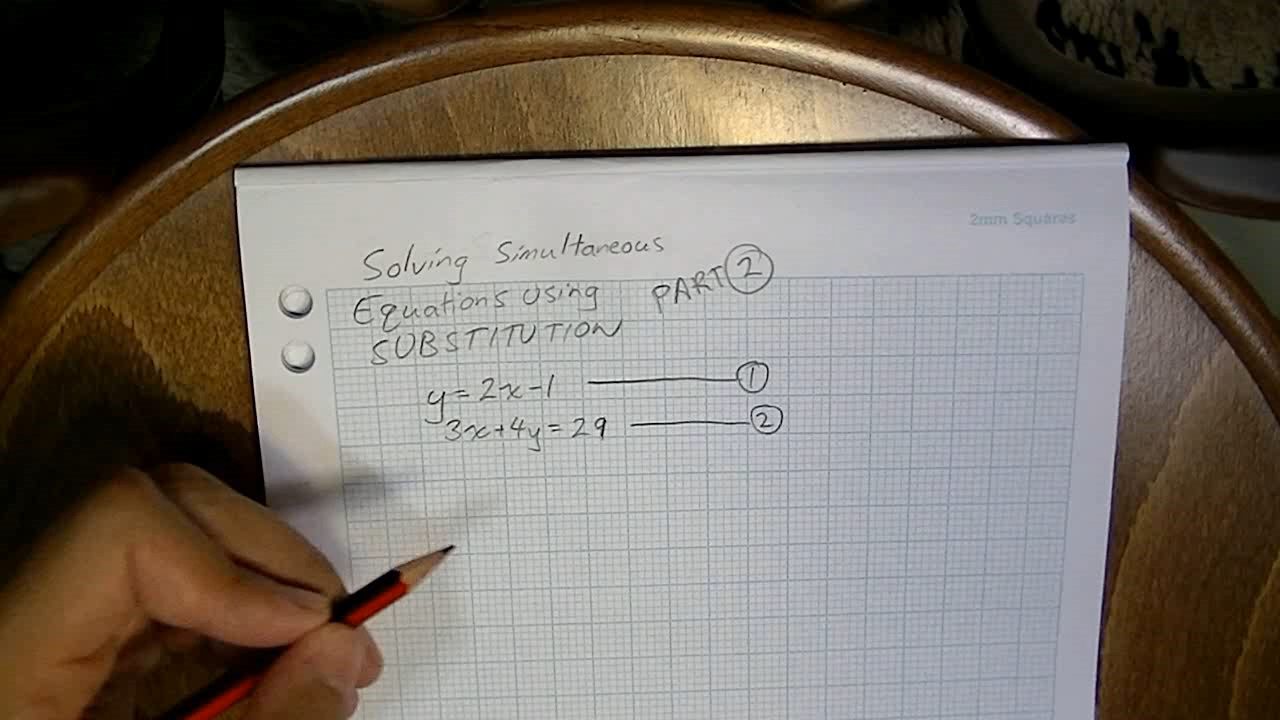 2mm Squares
Solving Simultaneous
Equations using PART ②
SUBSTITUTION
y = 2x - 1 ——— ①
3x + 4y = 29 ——— ②